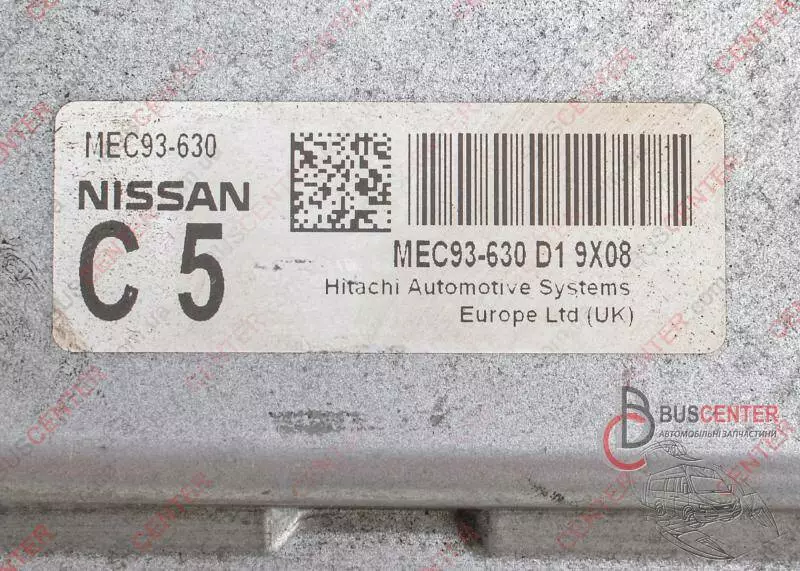 MEC93-630
NISSAN
C 5
MEC93-630 D1 9X08
Hitachi Automotive Systems
Europe Ltd (UK)
BUSCENTER
АВТОМОБІЛЬНІ ЗАПЧАСТИНИ